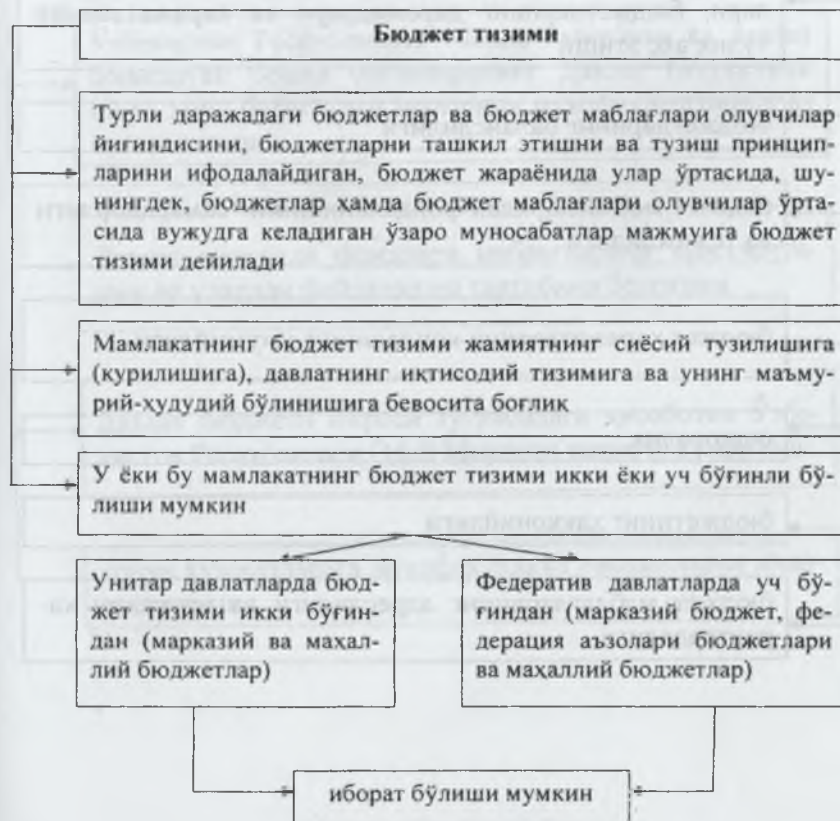 Бюджет тизими
Турли даражадаги бюджетлар ва бюджет маблағлари олувчилар
йиғиндисини, бюджетларни ташкил этишни ва тузиш принцип-
ларини ифодалайдиган, бюджет жараёнида улар ўртасида, шу-
нингдек, бюджетлар ҳамда бюджет маблағлари олувчилар ўрта-
сида вужудга келадиган ўзаро муносабатлар мажмуига бюджет
тизими дейилади
Мамлакатнинг бюджет тизими жамиятнинг сиёсий тузилишига
(қурилишига), давлатнинг иқтисодий тизимига ва унинг маъму-
рий-ҳудудий бўлинишига бевосита боғлиқ
У ёки бу мамлакатнинг бюджет тизими икки ёки уч бўғинли бў-
лиши мумкин
Унитар давлатларда бюд-
жет тизими икки бўғин-
дан (марказий ва маҳал-
лий бюджетлар)
Федератив давлатларда уч бў-
ғиндан (марказий бюджет, фе-
дерация аъзолари бюджетлари
ва маҳаллий бюджетлар)
иборат бўлиши мумкин